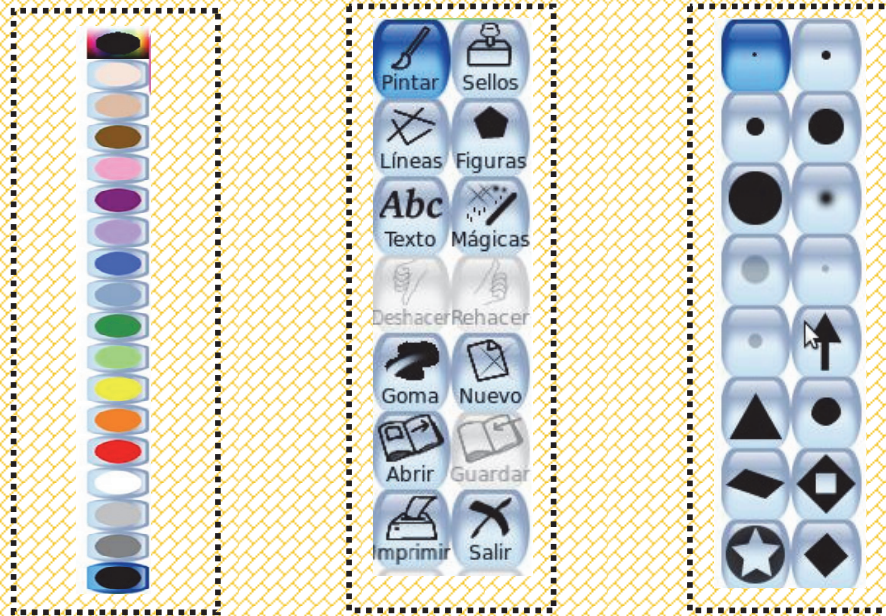 Pintar Sellos
Líneas Figuras
Abc
Texto Mágicas
Deshacer Rehacer
Goma Nuevo
Abrir Guardar
Imprimir Salir